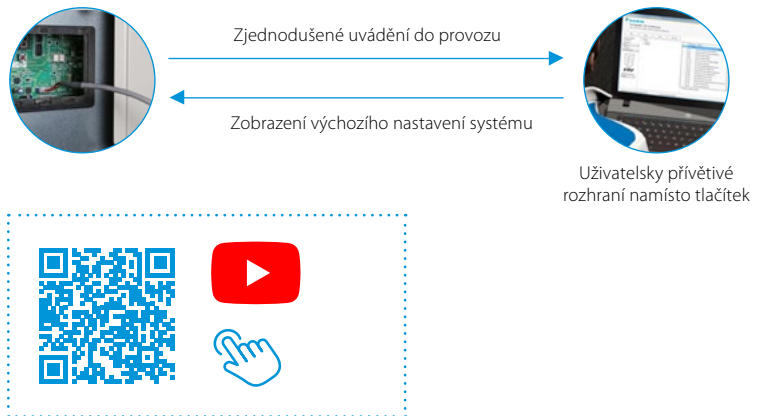 Zjednodušené uvádění do provozu
Zobrazení výchozího nastavení systému
Uživatelsky přívětivé
rozhraní namísto tlačítek